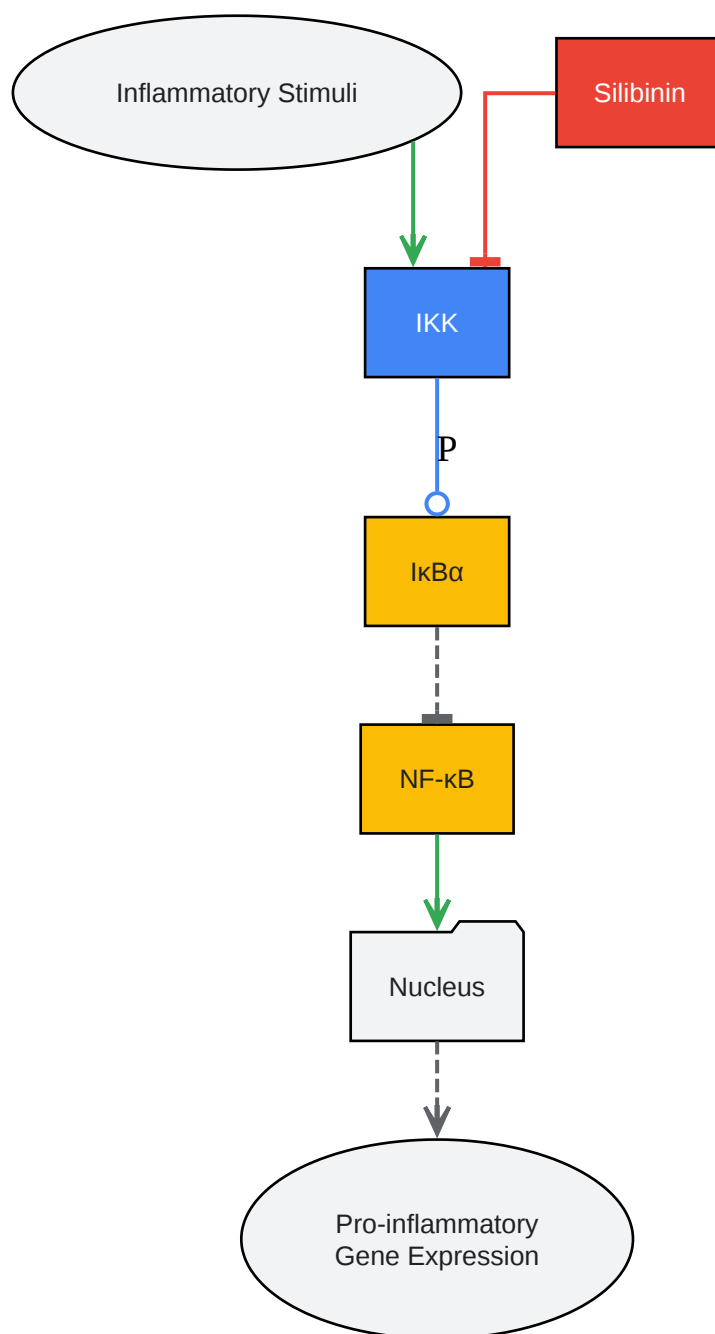 Inflammatory Stimuli
Silibinin
IKK
P
IκBα
NF-κB
Nucleus
Pro-inflammatory
Gene Expression